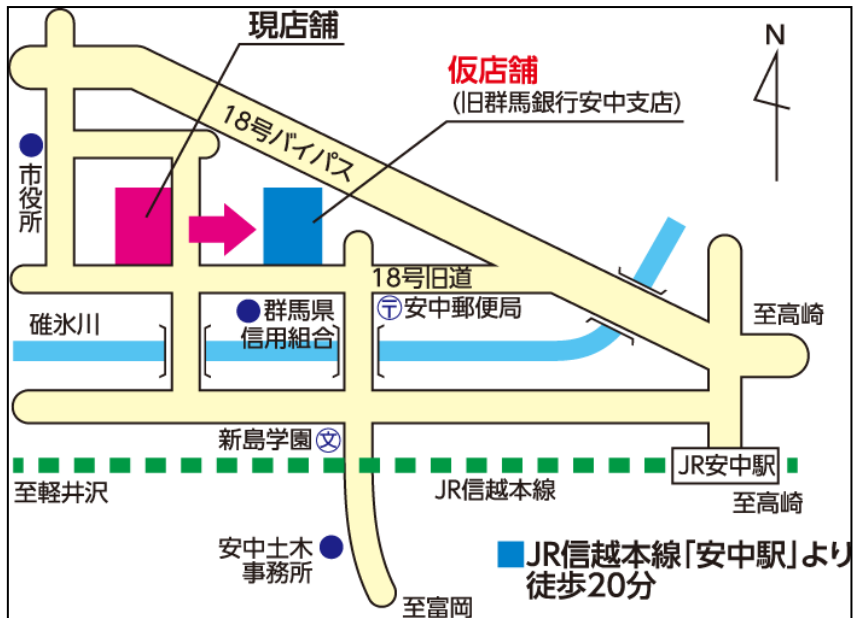 現店舗
N
仮店舗
(旧群馬銀行安中支店)
18号バイパス
市役所
18号旧道
碓氷川
群馬県
信用組合
〒安中郵便局
至高崎
新島学園
文
JR安中駅
至軽井沢
JR信越本線
至高崎
安中土木
事務所
■JR信越本線「安中駅」より
徒歩20分
至富岡